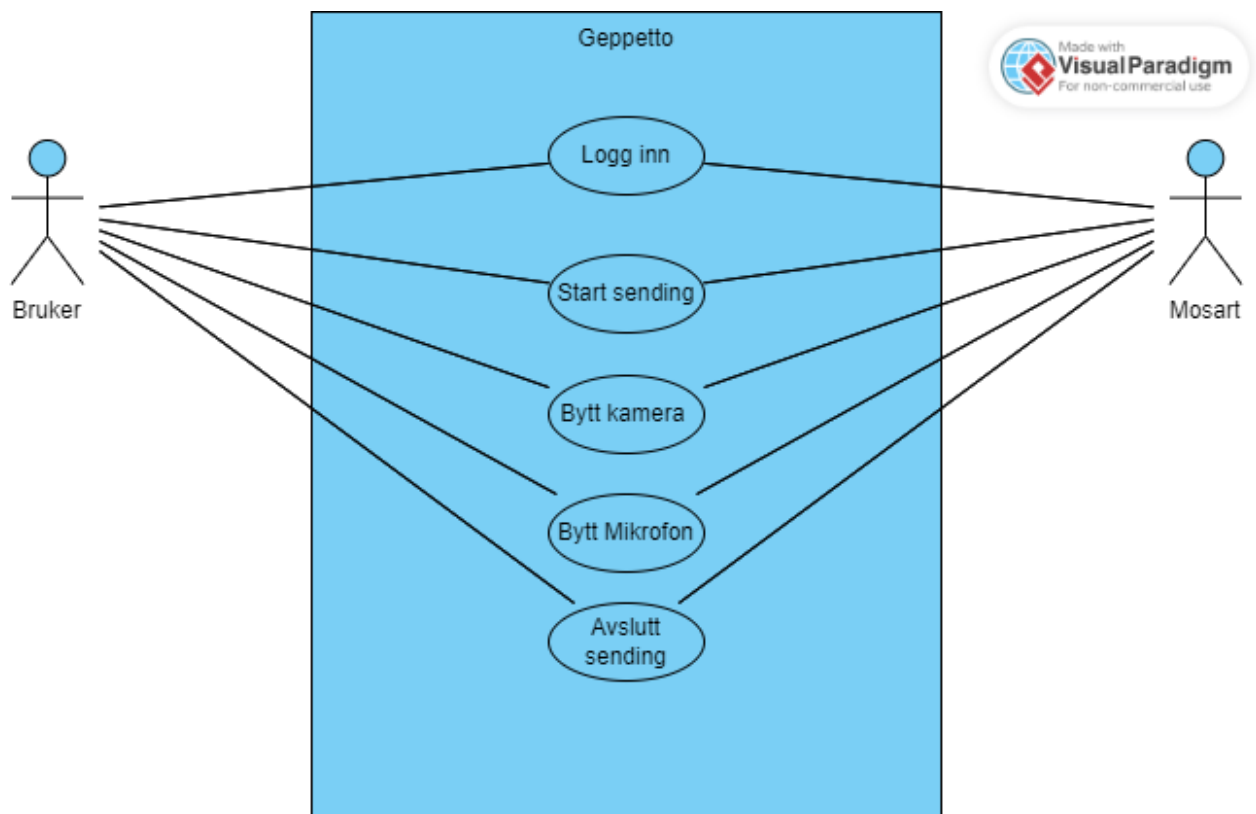 Geppetto
Made with
Visual Paradigm
For non-commercial use
Logg inn
Start sending
Bruker
Mosart
Bytt kamera
Bytt Mikrofon
Avslutt
sending